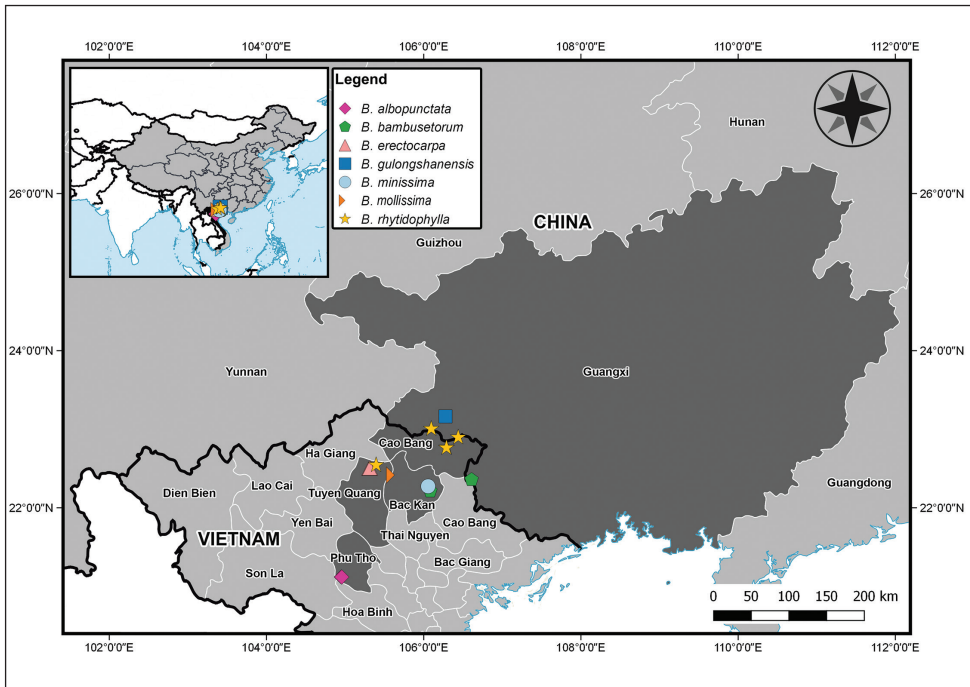 102°0'0"E 104°0'0"E 106°0'0"E 108°0'0"E 110°0'0"E 112°0'0"E
Legend
B. albopunctata
B. bambusetorum
B. erectocarpa
B. gulongshanensis
B. minissima
B. mollissima
B. rhytidophylla
Hunan
26°0'0"N 26°0'0"N
CHINA
Guizhou
24°0'0"N 24°0'0"N
Yunnan
Guangxi
Cao Bang
Ha Giang
Dien Bien
Lao Cai
Tuyen Quang
Guangdong
Bac Kan
22°0'0"N 22°0'0"N
Yen Bai
Cao Bang
VIETNAM
Thai Nguyen
Phu Tho
Bac Giang
Son La
Hoa Binh
0 50 100 150 200 km
102°0'0"E 104°0'0"E 106°0'0"E 108°0'0"E 110°0'0"E 112°0'0"E